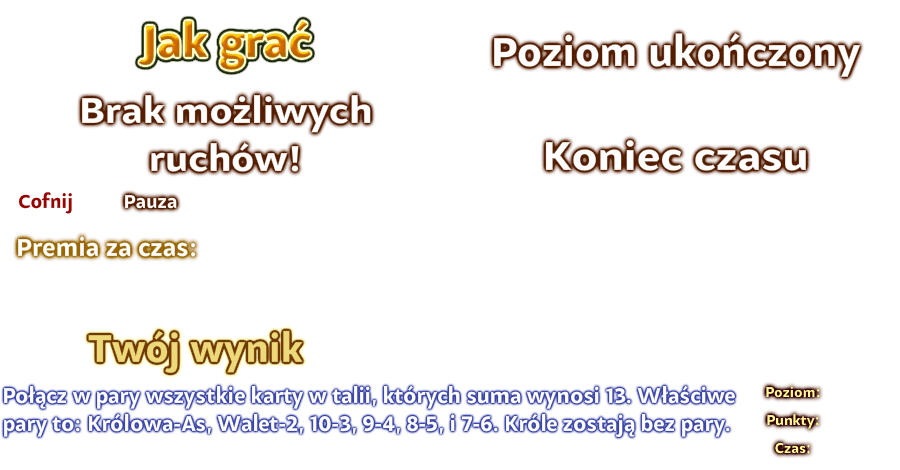 Jak grać
Poziom ukończony
Brak możliwych
ruchów!
Koniec czasu
Cofnij
Pauza
Premia za czas:
Twój wynik
Połącz w pary wszystkie karty w talii, których suma wynosi 13. Właściwe
pary to: Królowa-As, Walet-2, 10-3, 9-4, 8-5, i 7-6. Króle zostają bez pary.
Poziom:
Punkty:
Czas: